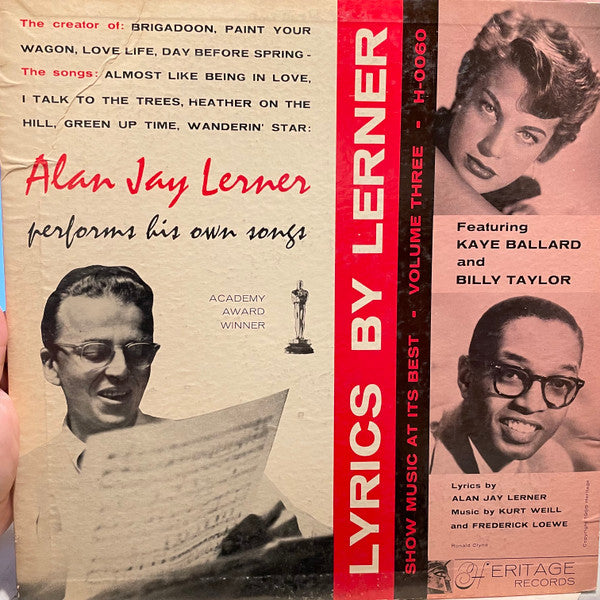 The creator of: BRIGADOON, PAINT YOUR
WAGON, LOVE LIFE, DAY BEFORE SPRING -
The songs: ALMOST LIKE BEING IN LOVE,
I TALK TO THE TREES, HEATHER ON THE
HILL, GREEN UP TIME, WANDERIN' STAR:
Alan Jay Lerner
performs his own songs
ACADEMY
AWARD
WINNER
LYRICS BY LERNER
SHOW MUSIC AT ITS BEST - VOLUME THREE - H-0060
Featuring
KAYE BALLARD
and
BILLY TAYLOR
Lyrics by
ALAN JAY LERNER
Music by KURT WEILL
and FREDERICK LOEWE
Ronald Clyne
HERITAGE
RECORDS